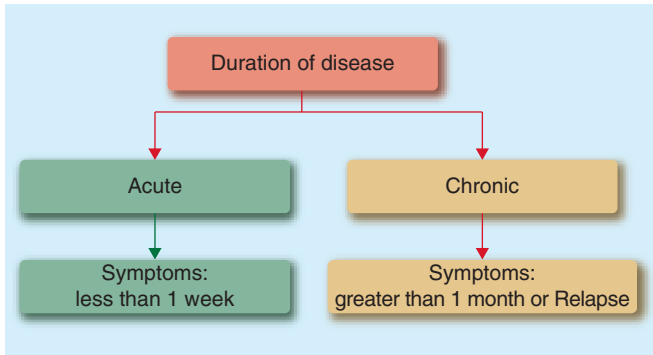 Duration of disease
Acute
Chronic
Symptoms:
less than 1 week
Symptoms:
greater than 1 month or Relapse